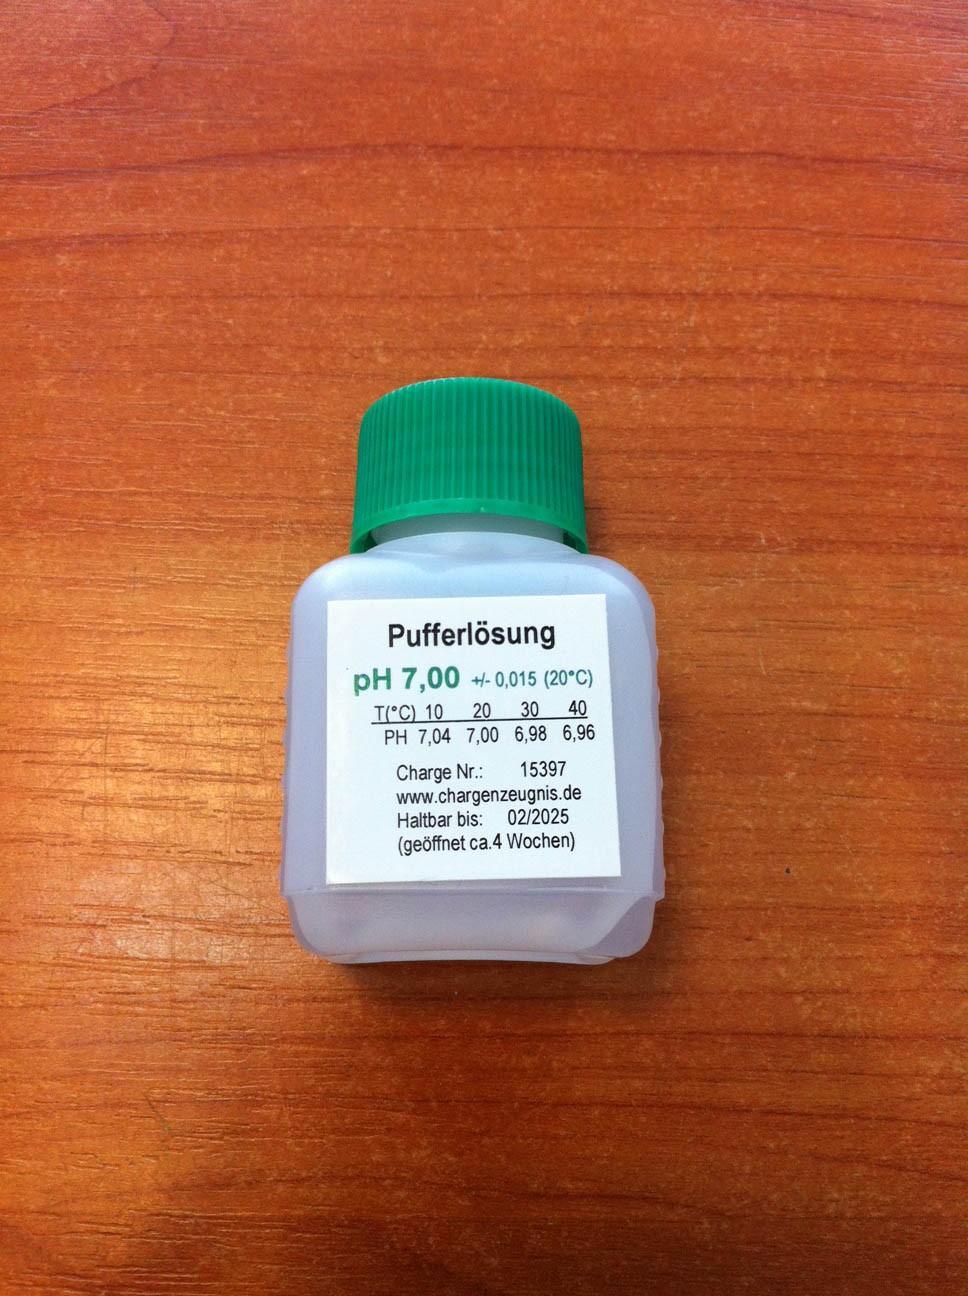 Pufferlösung
pH 7,00 +/- 0,015 (20°C)
T(°C) 10 20 30 40
PH 7,04 7,00 6,98 6,96
Charge Nr.: 15397
www.chargenzeugnis.de
Haltbar bis: 02/2025
(geöffnet ca.4 Wochen)